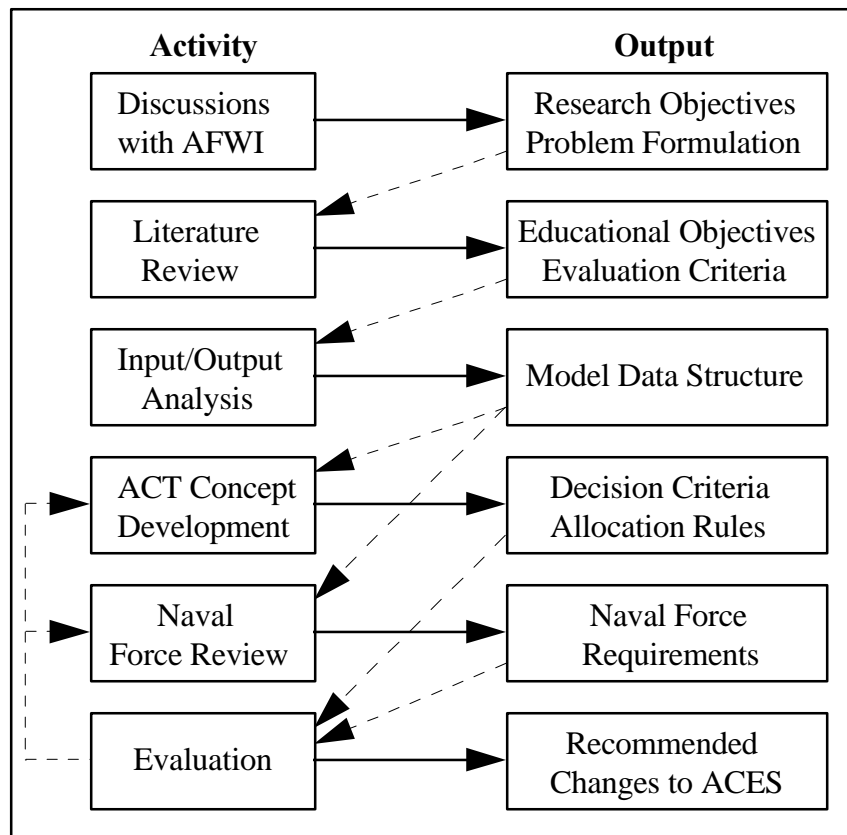 Activity
Output
Discussions
with AFWI
Research Objectives
Problem Formulation
Literature
Review
Educational Objectives
Evaluation Criteria
Input/Output
Analysis
Model Data Structure
ACT Concept
Development
Decision Criteria
Allocation Rules
Naval
Force Review
Naval Force
Requirements
Evaluation
Recommended
Changes to ACES